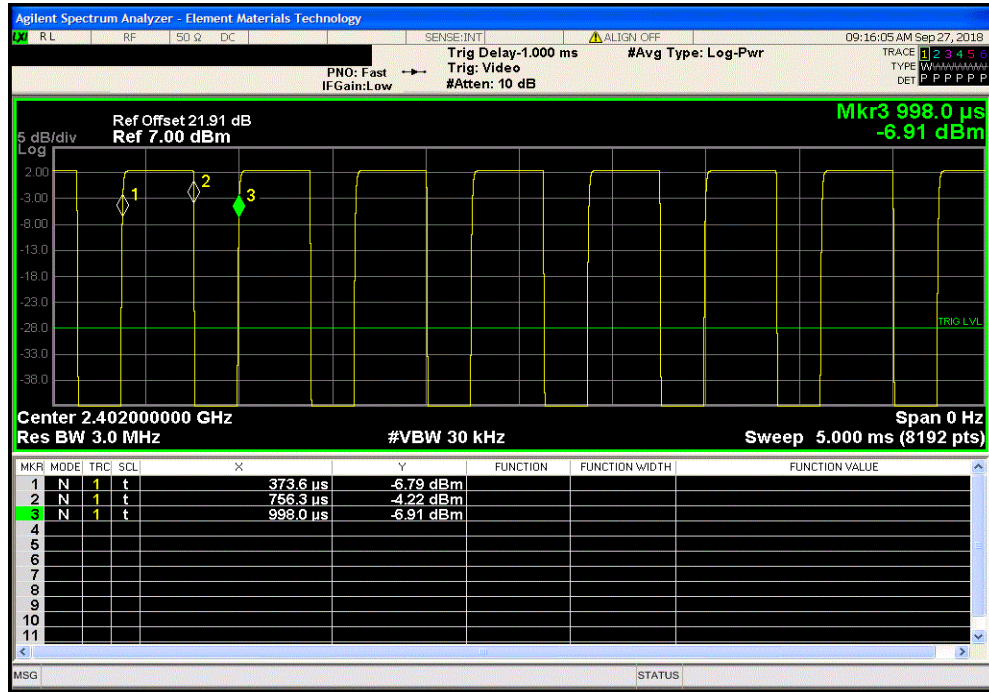 Agilent Spectrum Analyzer - Element Materials Technology
LXI RL RF 50 Ω DC SENSE:INT ALIGN OFF 09:16:05 AM Sep 27, 2018
Trig Delay-1.000 ms #Avg Type: Log-Pwr TRACE 1 2 3 4 5 6
PNO: Fast Trig: Video TYPE WWWWWW
IFGain:Low #Atten: 10 dB DET P P P P P P
Mkr3 998.0 µs
Ref Offset 21.91 dB
5 dB/div Ref 7.00 dBm -6.91 dBm
Log
2.00
1 2 3
-3.00
-8.00
-13.0
-18.0
-23.0
-28.0 TRIG LVL
-33.0
-38.0
Center 2.402000000 GHz Span 0 Hz
Res BW 3.0 MHz #VBW 30 kHz Sweep 5.000 ms (8192 pts)
MKR MODE TRC SCL X Y FUNCTION FUNCTION WIDTH FUNCTION VALUE
1 N 1 t 373.6 µs -6.79 dBm
2 N 1 t 756.3 µs -4.22 dBm
3 N 1 t 998.0 µs -6.91 dBm
4
5
6
7
8
9
10
11
MSG STATUS